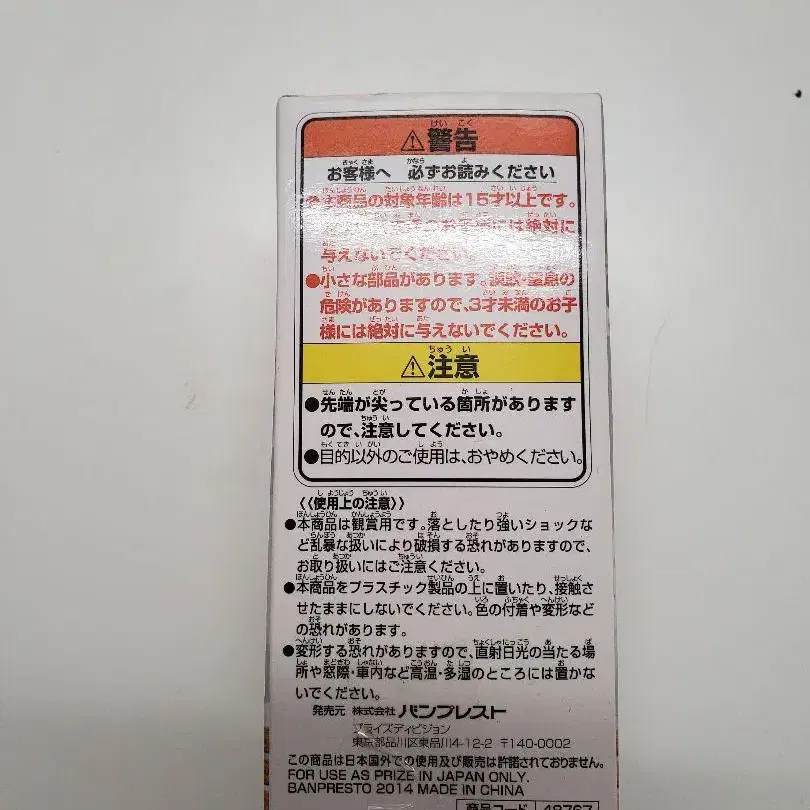 警告
お客様へ 必ずお読みください
本商品の対象年齢は15才以上です。
のお子様には絶対に
与えないでください。
●小さな部品があります。誤飲・窒息の
危険がありますので、3才未満のお子
様には絶対に与えないでください。
注意
●先端が尖っている箇所があります
ので、注意してください。
●目的以外のご使用は、おやめください。
《使用上の注意》
●本商品は観賞用です。落としたり強いショックな
ど乱暴な扱いにより破損する恐れがありますので、
お取り扱いにはご注意ください。
●本商品をプラスチック製品の上に置いたり、接触さ
せたままにしないでください。色の付着や変形など
の恐れがあります。
●変形する恐れがありますので、直射日光の当たる場
所や窓際・車内など高温・多湿のところには置かな
いでください。
発売元 株式会社 バンプレスト
プライズディビジョン
東京都品川区東品川4-12-2 〒140-0002
この商品は日本国外での使用及び販売は許諾されておりません。
FOR USE AS PRIZE IN JAPAN ONLY.
BANPRESTO 2014 MADE IN CHINA
商品コード 48767